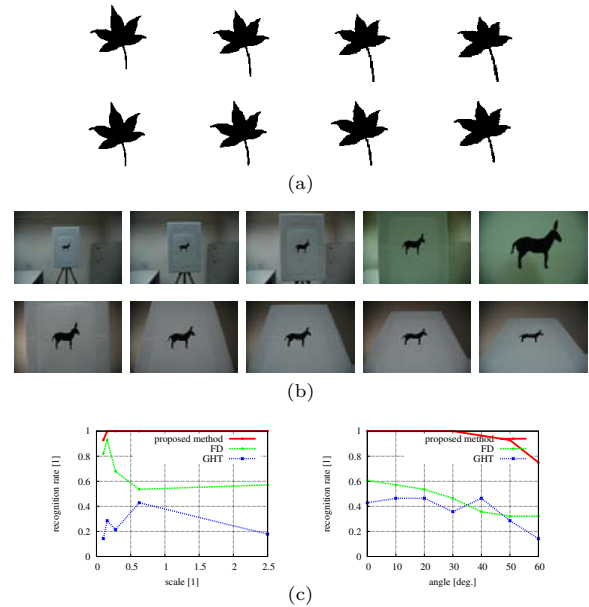 (a)
(b)
1
0.8
0.6
0.4
0.2
0
recognition rate [1]
proposed method
FD
GHT
0 0.5 1 1.5 2 2.5
scale [1]
1
0.8
0.6
0.4
0.2
0
recognition rate [1]
proposed method
FD
GHT
0 10 20 30 40 50 60
angle [deg.]
(c)